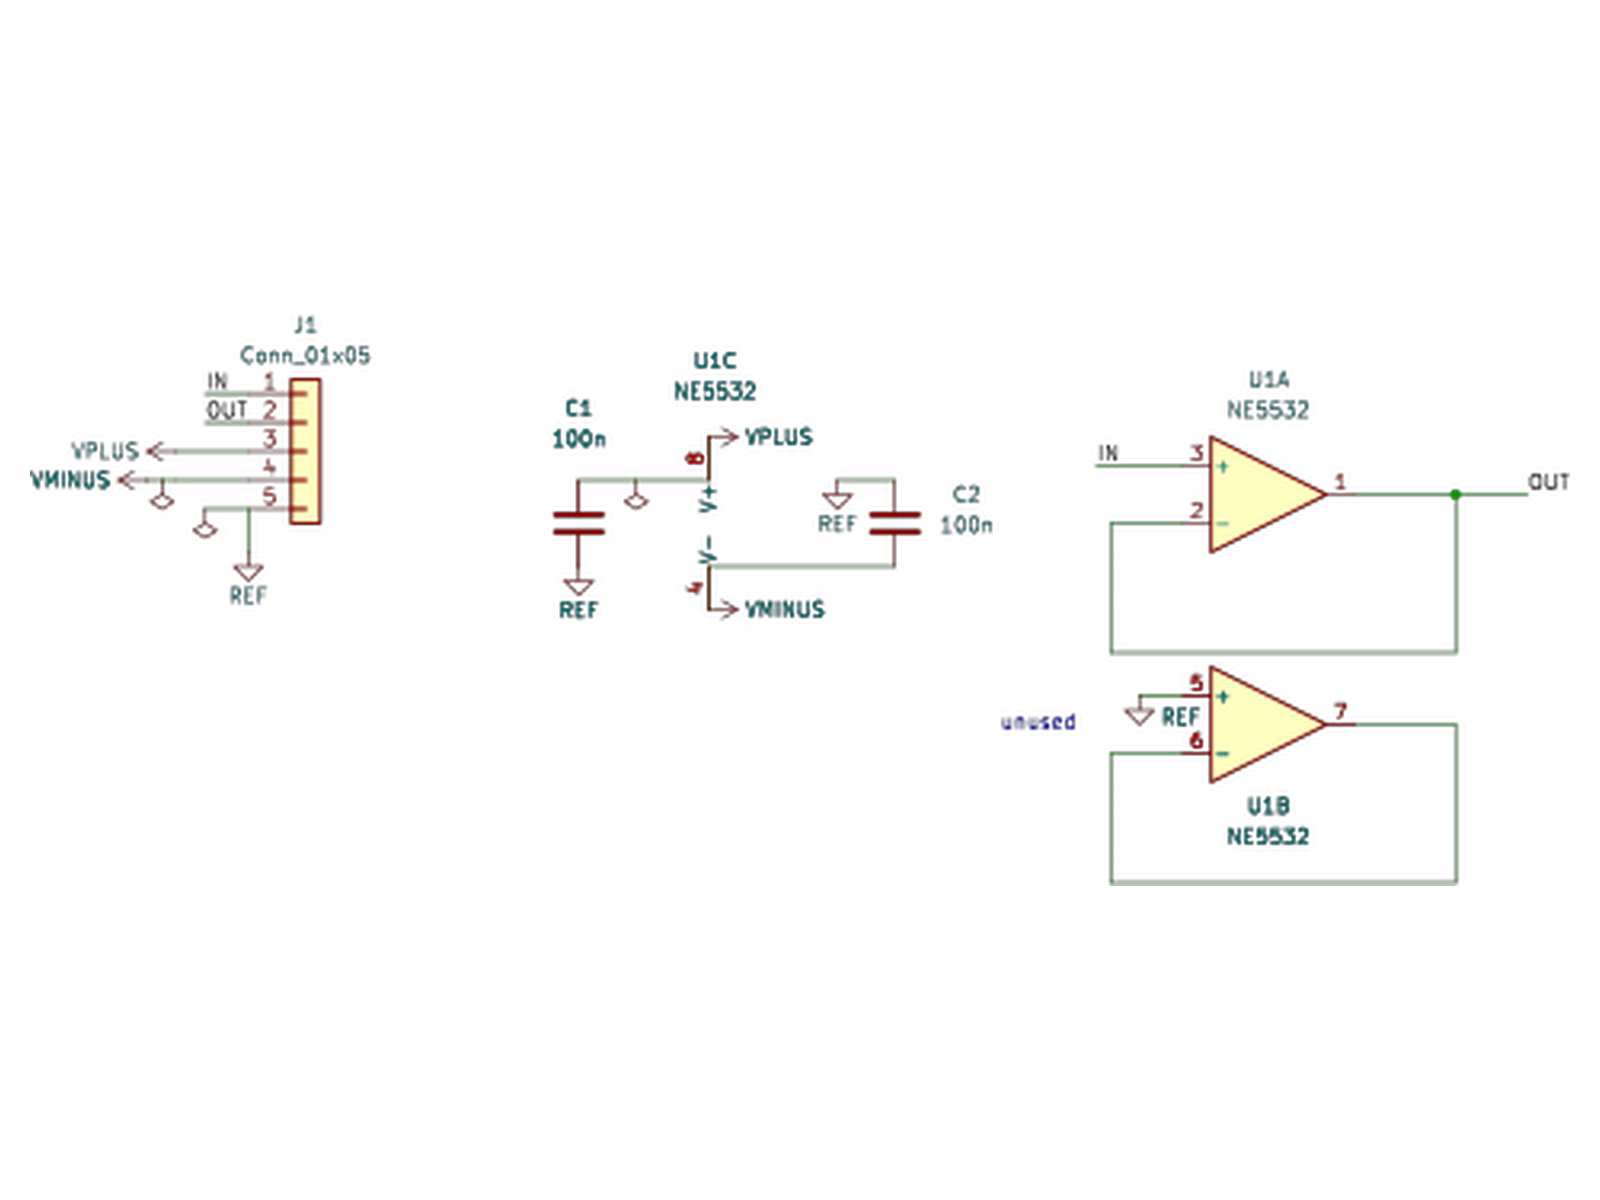 J1
Conn_01x05
IN 1
OUT 2
VPLUS 3
VMINUS 4
5
REF
C1
100n
REF
U1C
NE5532
8 VPLUS
V+
V-
4 VMINUS
REF
C2
100n
U1A
NE5532
IN 3 +
2 -
1 OUT
unused
5 +
REF
6 -
7
U1B
NE5532